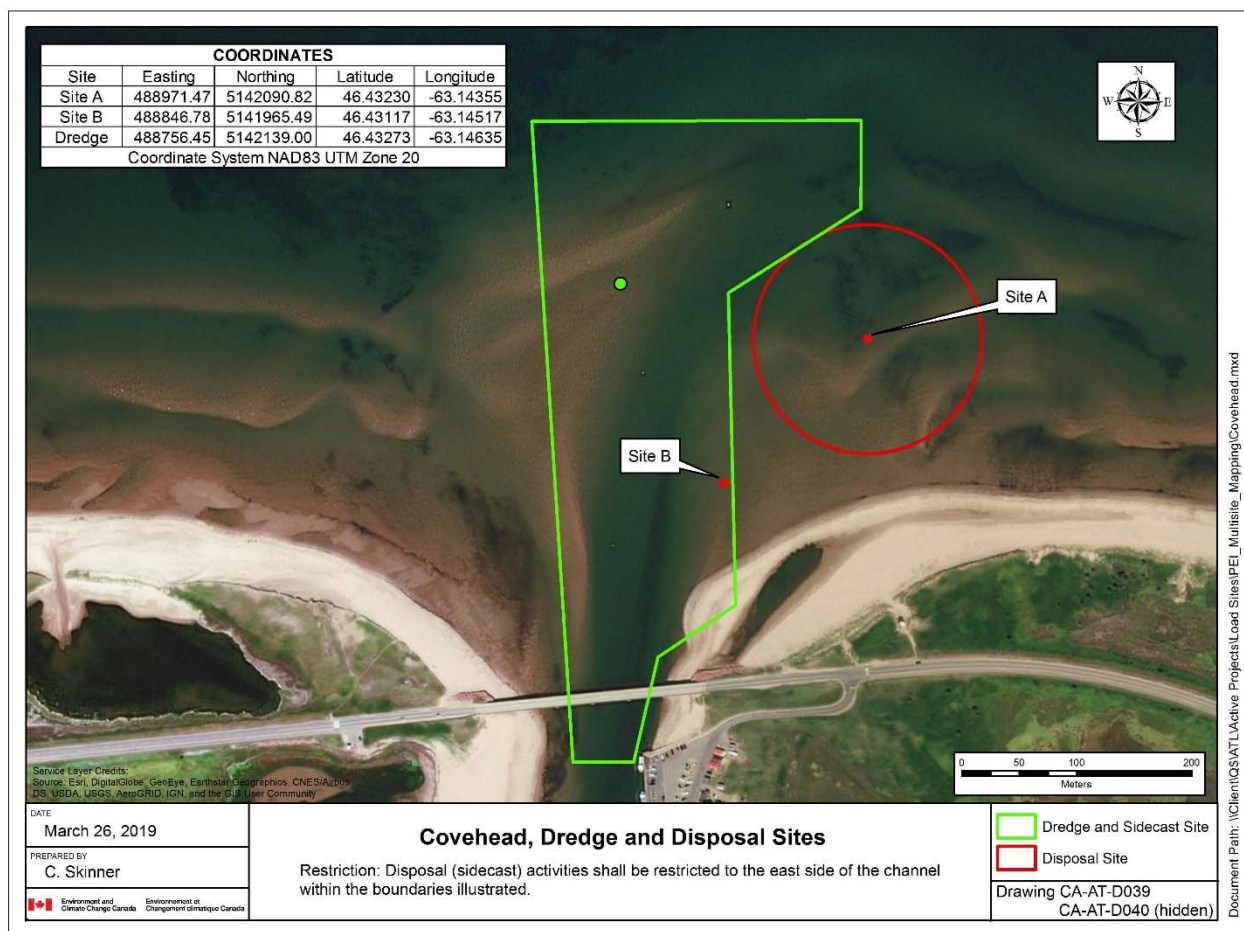 COORDINATES
Site Easting Northing Latitude Longitude
Site A 488971.47 5142090.82 46.43230 -63.14355
Site B 488846.78 5141965.49 46.43117 -63.14517
Dredge 488756.45 5142139.00 46.43273 -63.14635
Coordinate System NAD83 UTM Zone 20
N
W E
S
Site A
Site B
Service Layer Credits:
Source: Esri, DigitalGlobe, GeoEye, Earthstar Geographics, CNES/Airbus
DS, USDA, USGS, AeroGRID, IGN, and the GIS User Community
0 50 100 200
Meters
DATE
March 26, 2019
PREPARED BY
C. Skinner
Environment and Environnement et
Climate Change Canada Changement climatique Canada
Covehead, Dredge and Disposal Sites
Restriction: Disposal (sidecast) activities shall be restricted to the east side of the channel
within the boundaries illustrated.
Dredge and Sidecast Site
Disposal Site
Drawing CA-AT-D039
CA-AT-D040 (hidden)
Document Path: \\Client\QS\ATL\Active Projects\Load Sites\PEI_Multisite_Mapping\Covehead.mxd